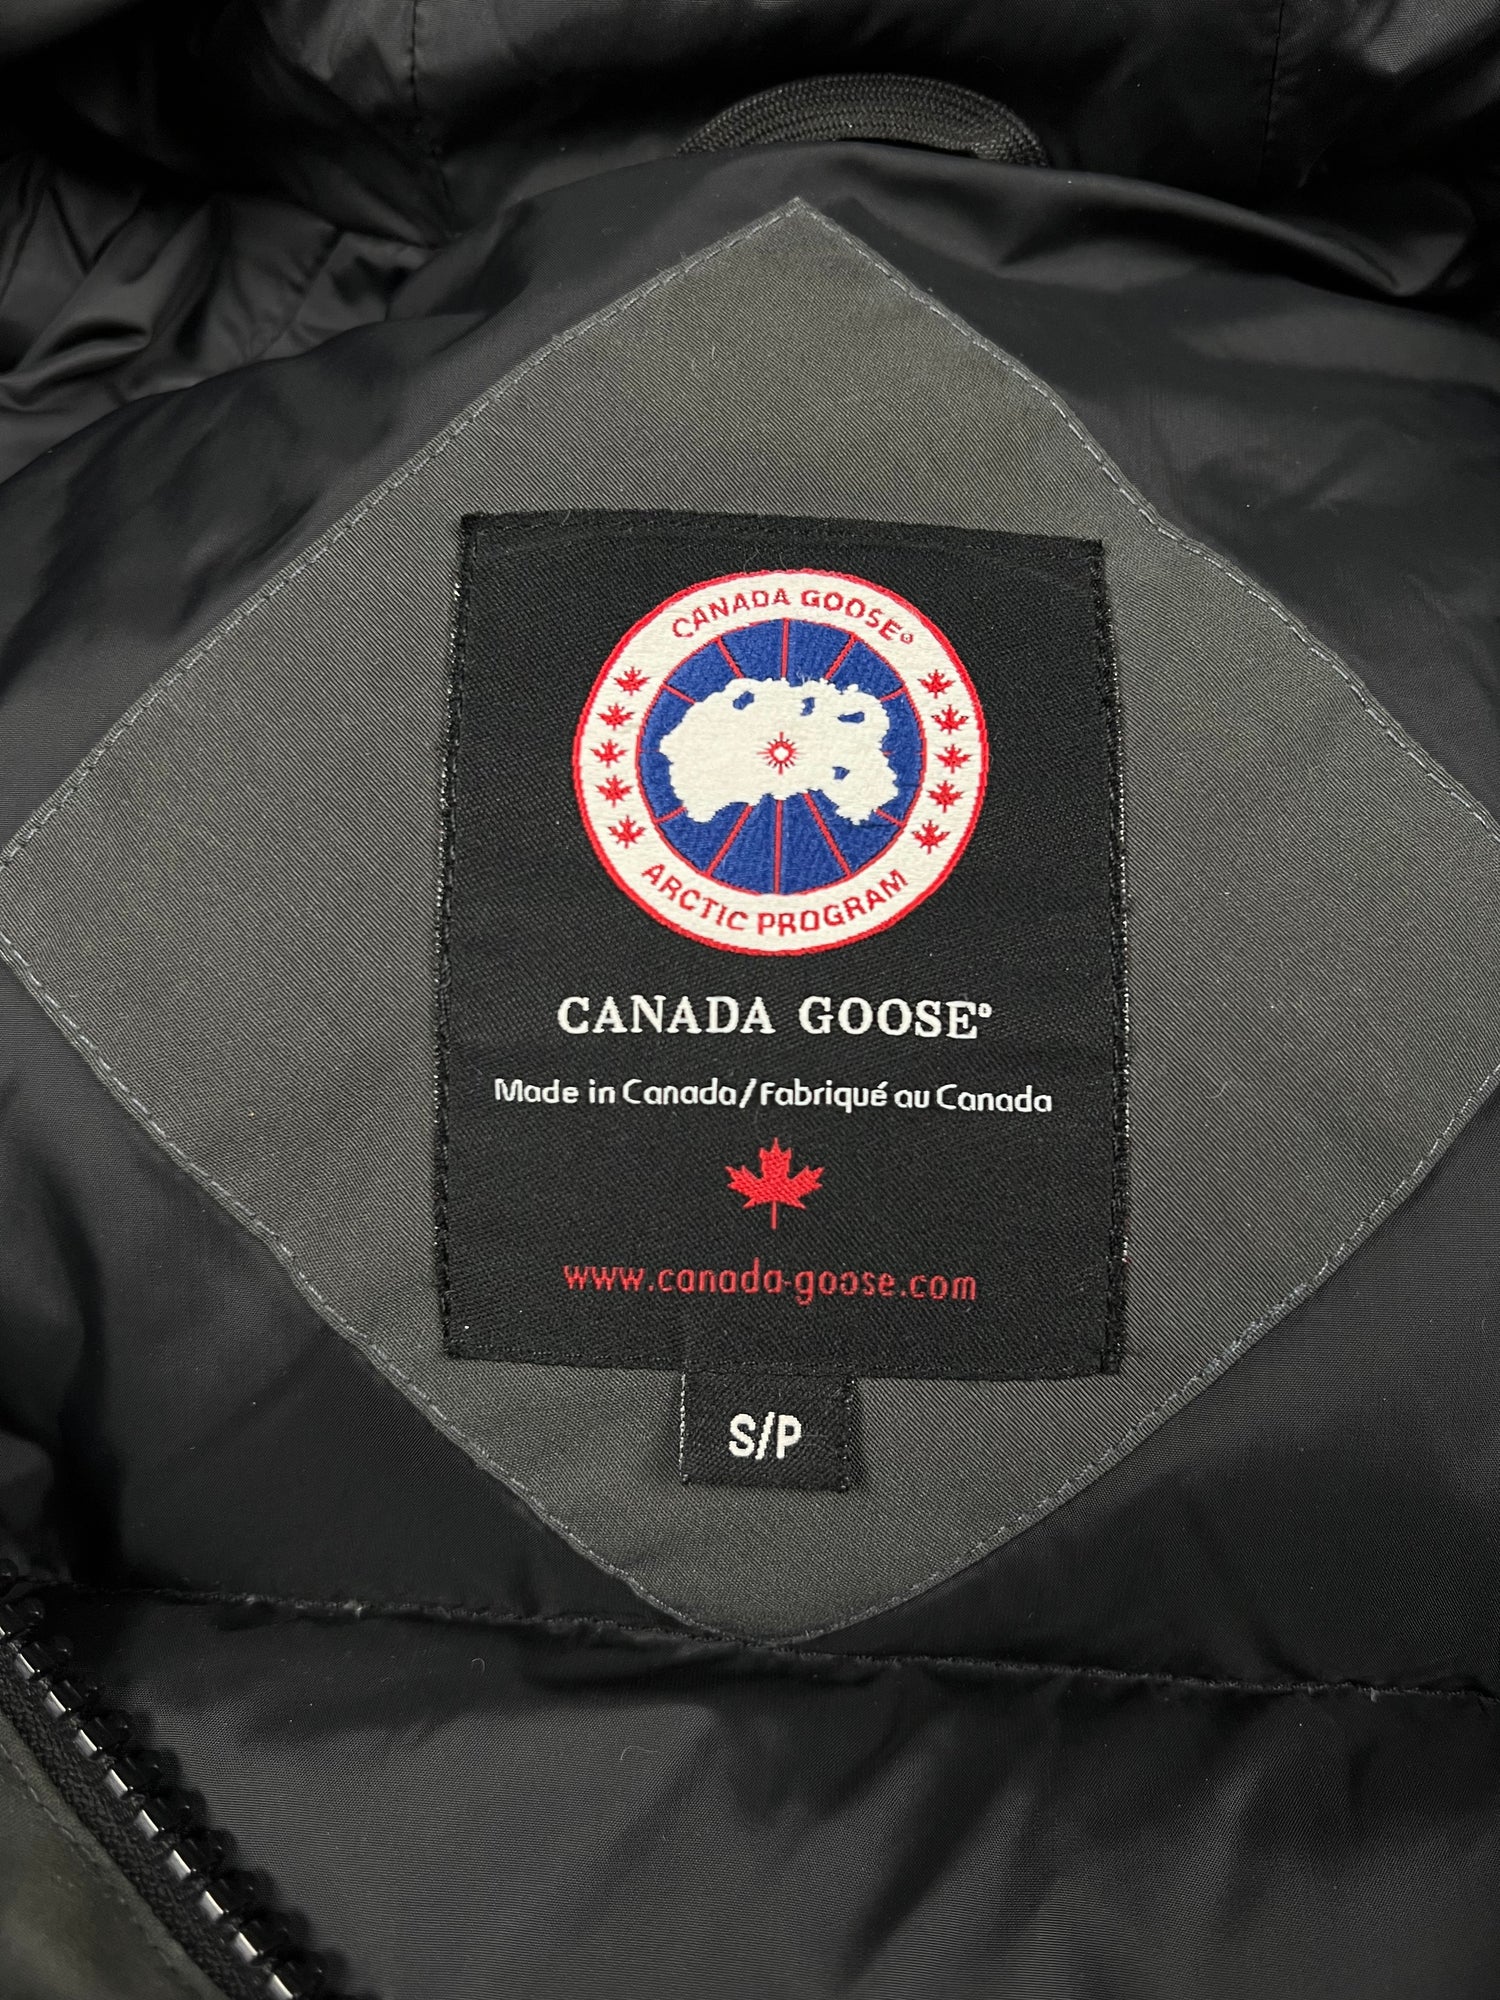 CANADA GOOSE®
ARCTIC PROGRAM
CANADA GOOSE®
Made in Canada/Fabriqué au Canada
www.canada-goose.com
S/P